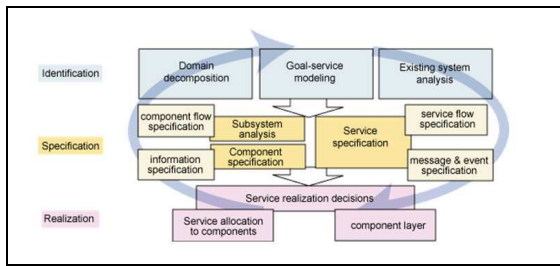 Identification
Domain
decomposition
Goal-service
modeling
Existing system
analysis
Specification
component flow
specification
Subsystem
analysis
Service
specification
service flow
specification
information
specification
Component
specification
message & event
specification
Realization
Service realization decisions
Service allocation
to components
component layer